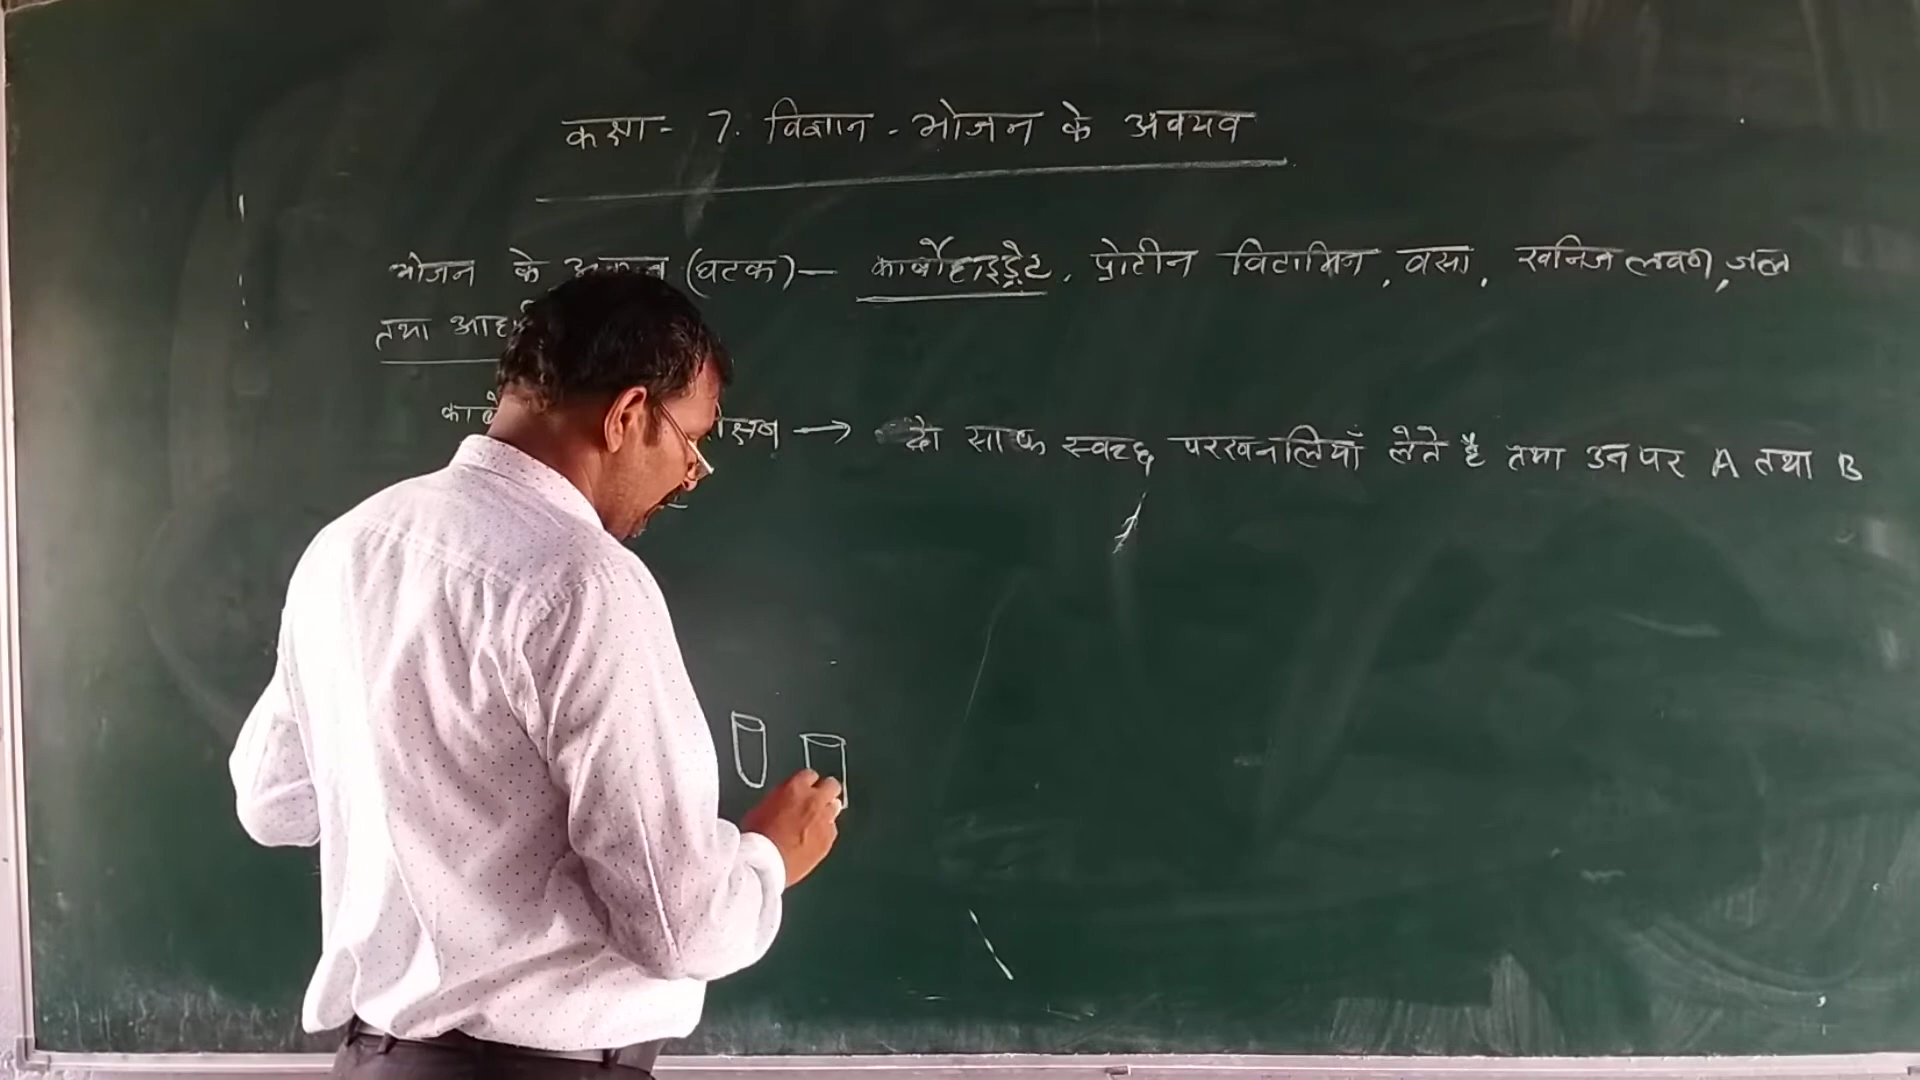 कक्षा - 7. विज्ञान - भोजन के अवयव
भोजन के (घटक) — कार्बोहाइड्रेट, प्रोटीन विटामिन, वसा, खनिज लवण, जल
तथा
→ दो साफ स्वच्छ परखनलियाँ लेते है तथा उन पर A तथा B